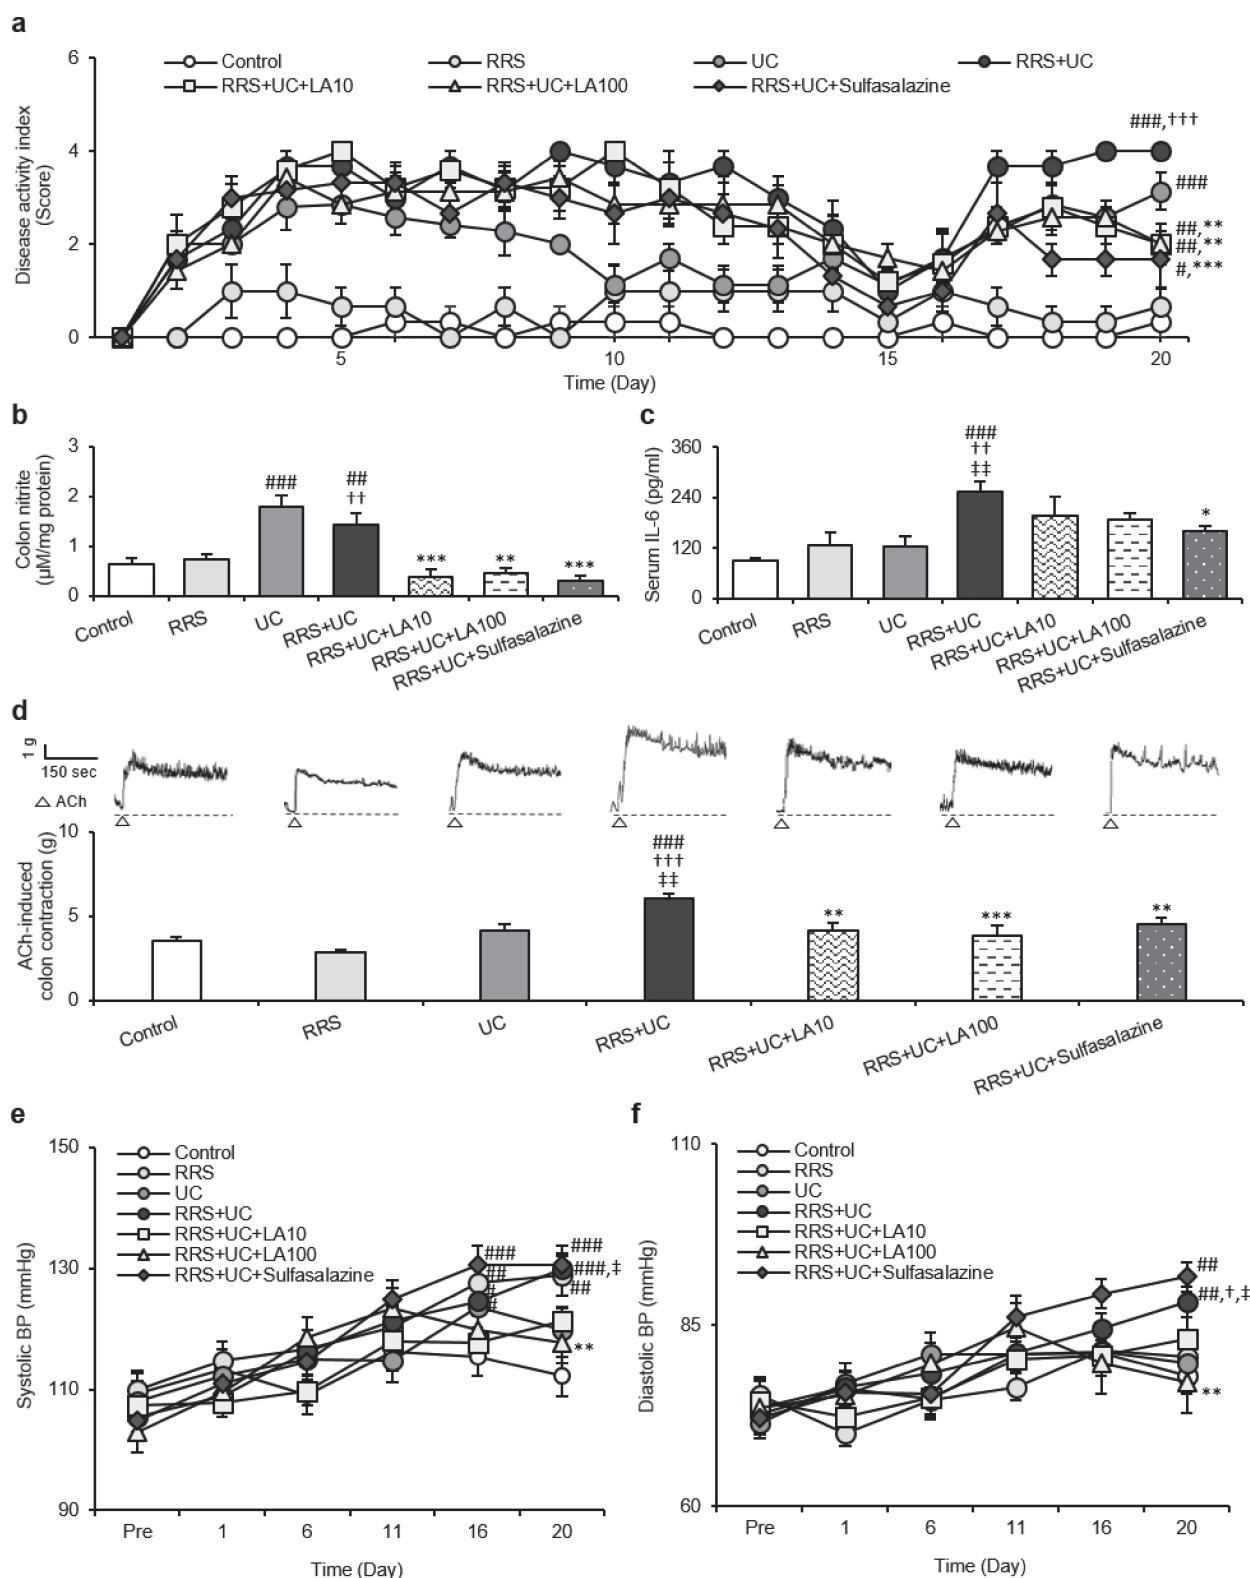 a
6
4
2
0
Disease activity index
(Score)
Control
RRS
UC
RRS+UC
RRS+UC+LA10
RRS+UC+LA100
RRS+UC+Sulfasalazine
###,†††
###
##,**
##,**
#,***
5
10
15
20
Time (Day)
b
3
2
1
0
Colon nitrite
(µM/mg protein)
###
##
††
***
**
***
Control
RRS
UC
RRS+UC
RRS+UC+LA10
RRS+UC+LA100
RRS+UC+Sulfasalazine
c
360
240
120
0
Serum IL-6 (pg/ml)
###
††
‡‡
*
Control
RRS
UC
RRS+UC
RRS+UC+LA10
RRS+UC+LA100
RRS+UC+Sulfasalazine
d
1 g
150 sec
△ ACh
10
5
0
ACh-induced
colon contraction (g)
###
†††
‡‡
**
***
**
Control
RRS
UC
RRS+UC
RRS+UC+LA10
RRS+UC+LA100
RRS+UC+Sulfasalazine
e
150
130
110
90
Systolic BP (mmHg)
Control
RRS
UC
RRS+UC
RRS+UC+LA10
RRS+UC+LA100
RRS+UC+Sulfasalazine
###
##
#
#
###
###,‡
##
**
Pre
1
6
11
16
20
Time (Day)
f
110
85
60
Diastolic BP (mmHg)
Control
RRS
UC
RRS+UC
RRS+UC+LA10
RRS+UC+LA100
RRS+UC+Sulfasalazine
##
##,†,‡
**
Pre
1
6
11
16
20
Time (Day)